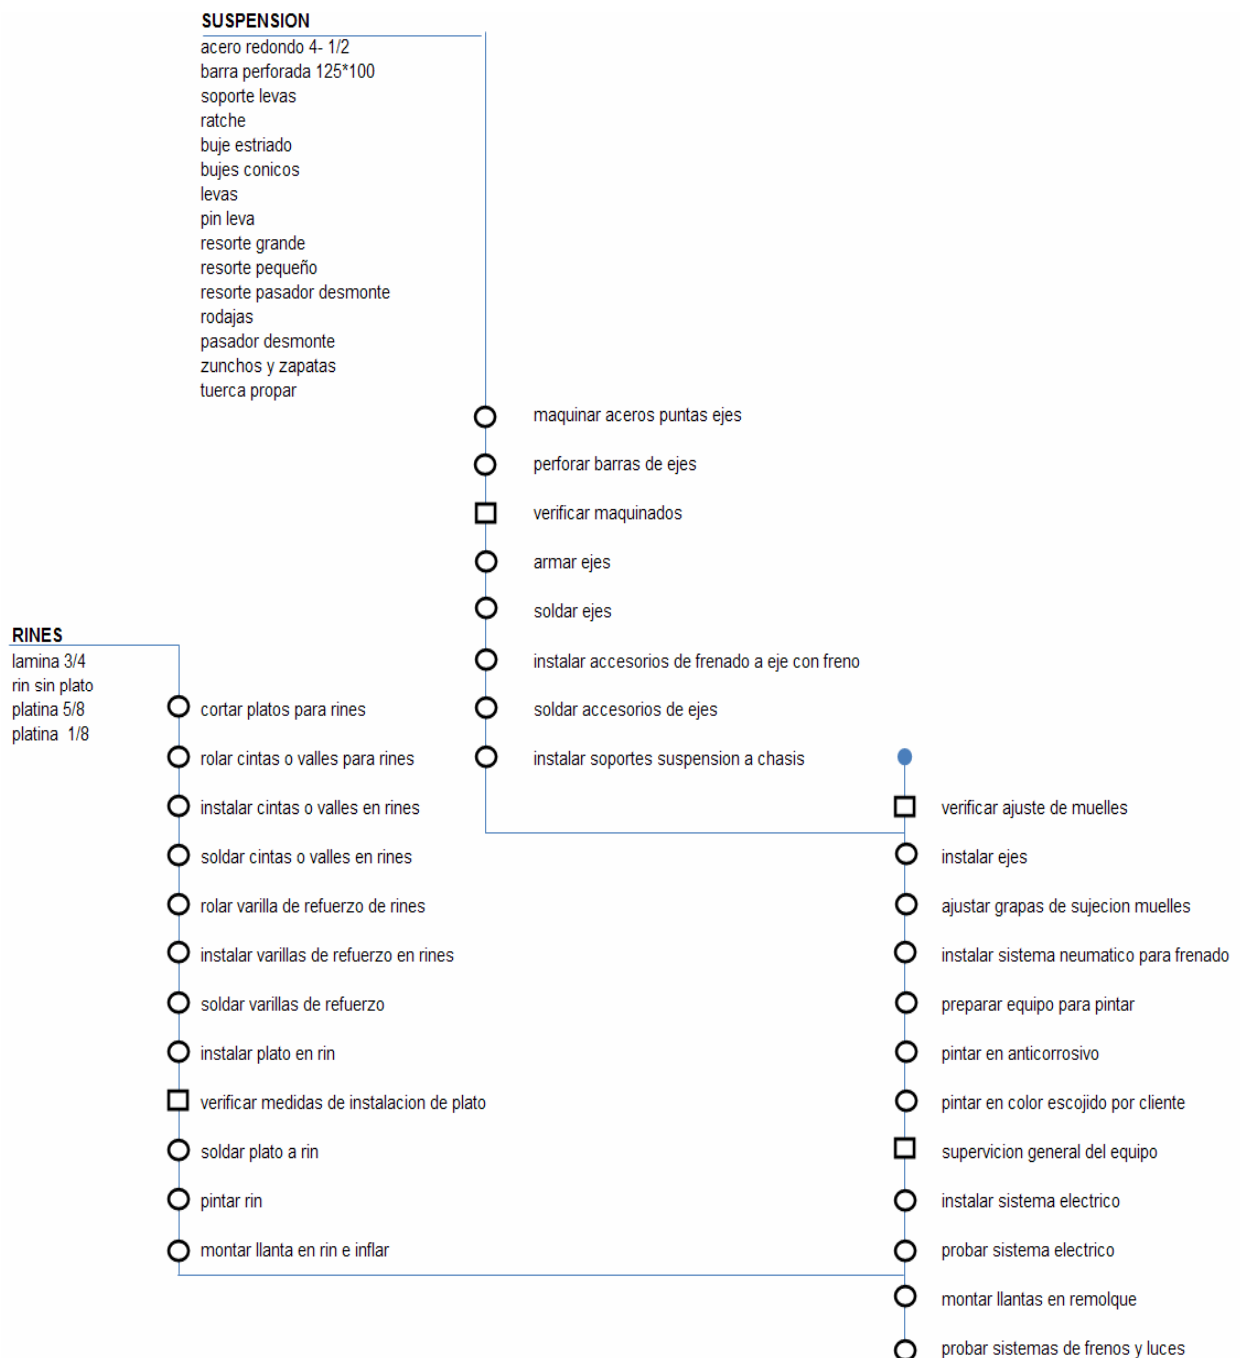 SUSPENSION
acero redondo 4- 1/2
barra perforada 125*100
soporte levas
ratche
buje estriado
bujes conicos
levas
pin leva
resorte grande
resorte pequeño
resorte pasador desmonte
rodajas
pasador desmonte
zunchos y zapatas
tuerca propar
maquinar aceros puntas ejes
perforar barras de ejes
verificar maquinados
armar ejes
soldar ejes
instalar accesorios de frenado a eje con freno
soldar accesorios de ejes
instalar soportes suspension a chasis
RINES
lamina 3/4
rin sin plato
platina 5/8
platina 1/8
cortar platos para rines
rolar cintas o valles para rines
instalar cintas o valles en rines
soldar cintas o valles en rines
rolar varilla de refuerzo de rines
instalar varillas de refuerzo en rines
soldar varillas de refuerzo
instalar plato en rin
verificar medidas de instalacion de plato
soldar plato a rin
pintar rin
montar llanta en rin e inflar
verificar ajuste de muelles
instalar ejes
ajustar grapas de sujecion muelles
instalar sistema neumatico para frenado
preparar equipo para pintar
pintar en anticorrosivo
pintar en color escojido por cliente
supervicion general del equipo
instalar sistema electrico
probar sistema electrico
montar llantas en remolque
probar sistemas de frenos y luces